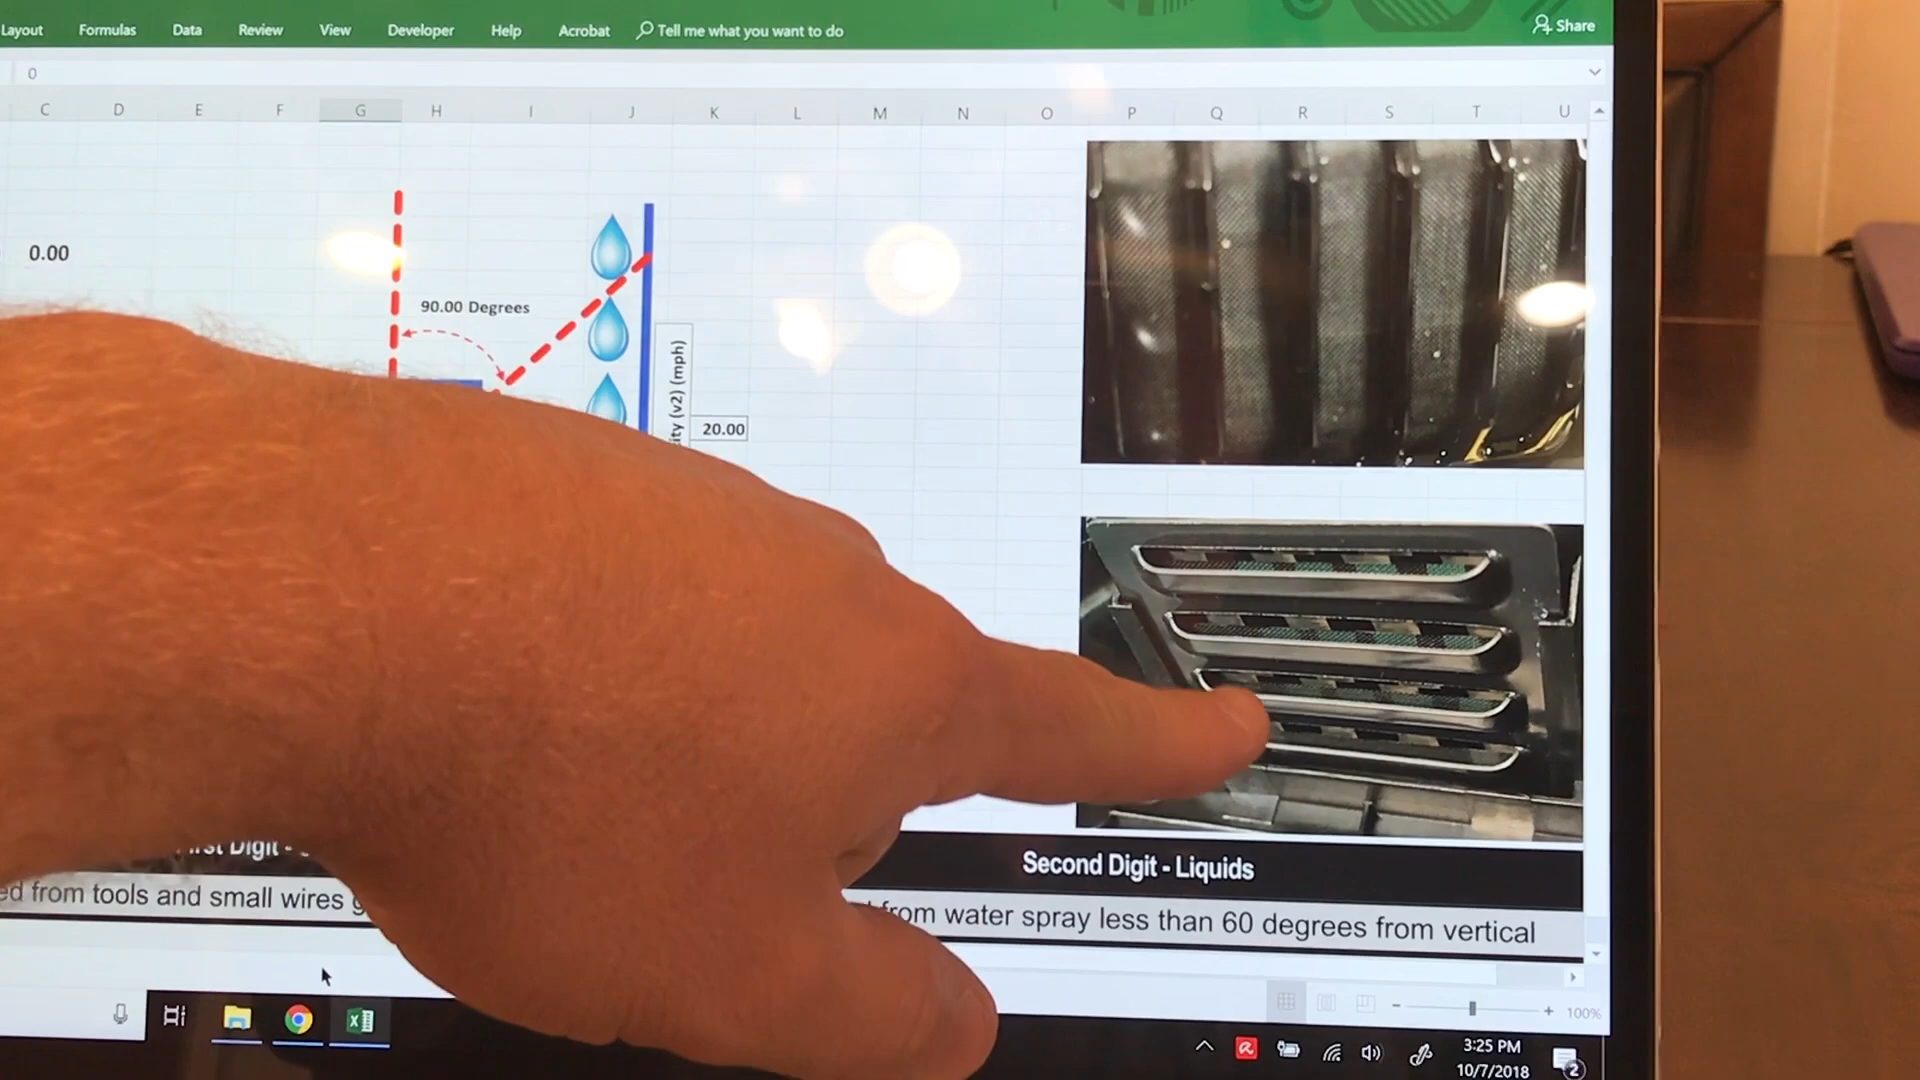 Layout Formulas Data Review View Developer Help Acrobat Tell me what you want to do Share
0
C D E F G H I J K L M N O P Q R S T U
0.00
90.00 Degrees
(v2) (mph)
20.00
Digit -
Second Digit - Liquids
from tools and small wires
from water spray less than 60 degrees from vertical
100%
3:25 PM
10/7/2018
2